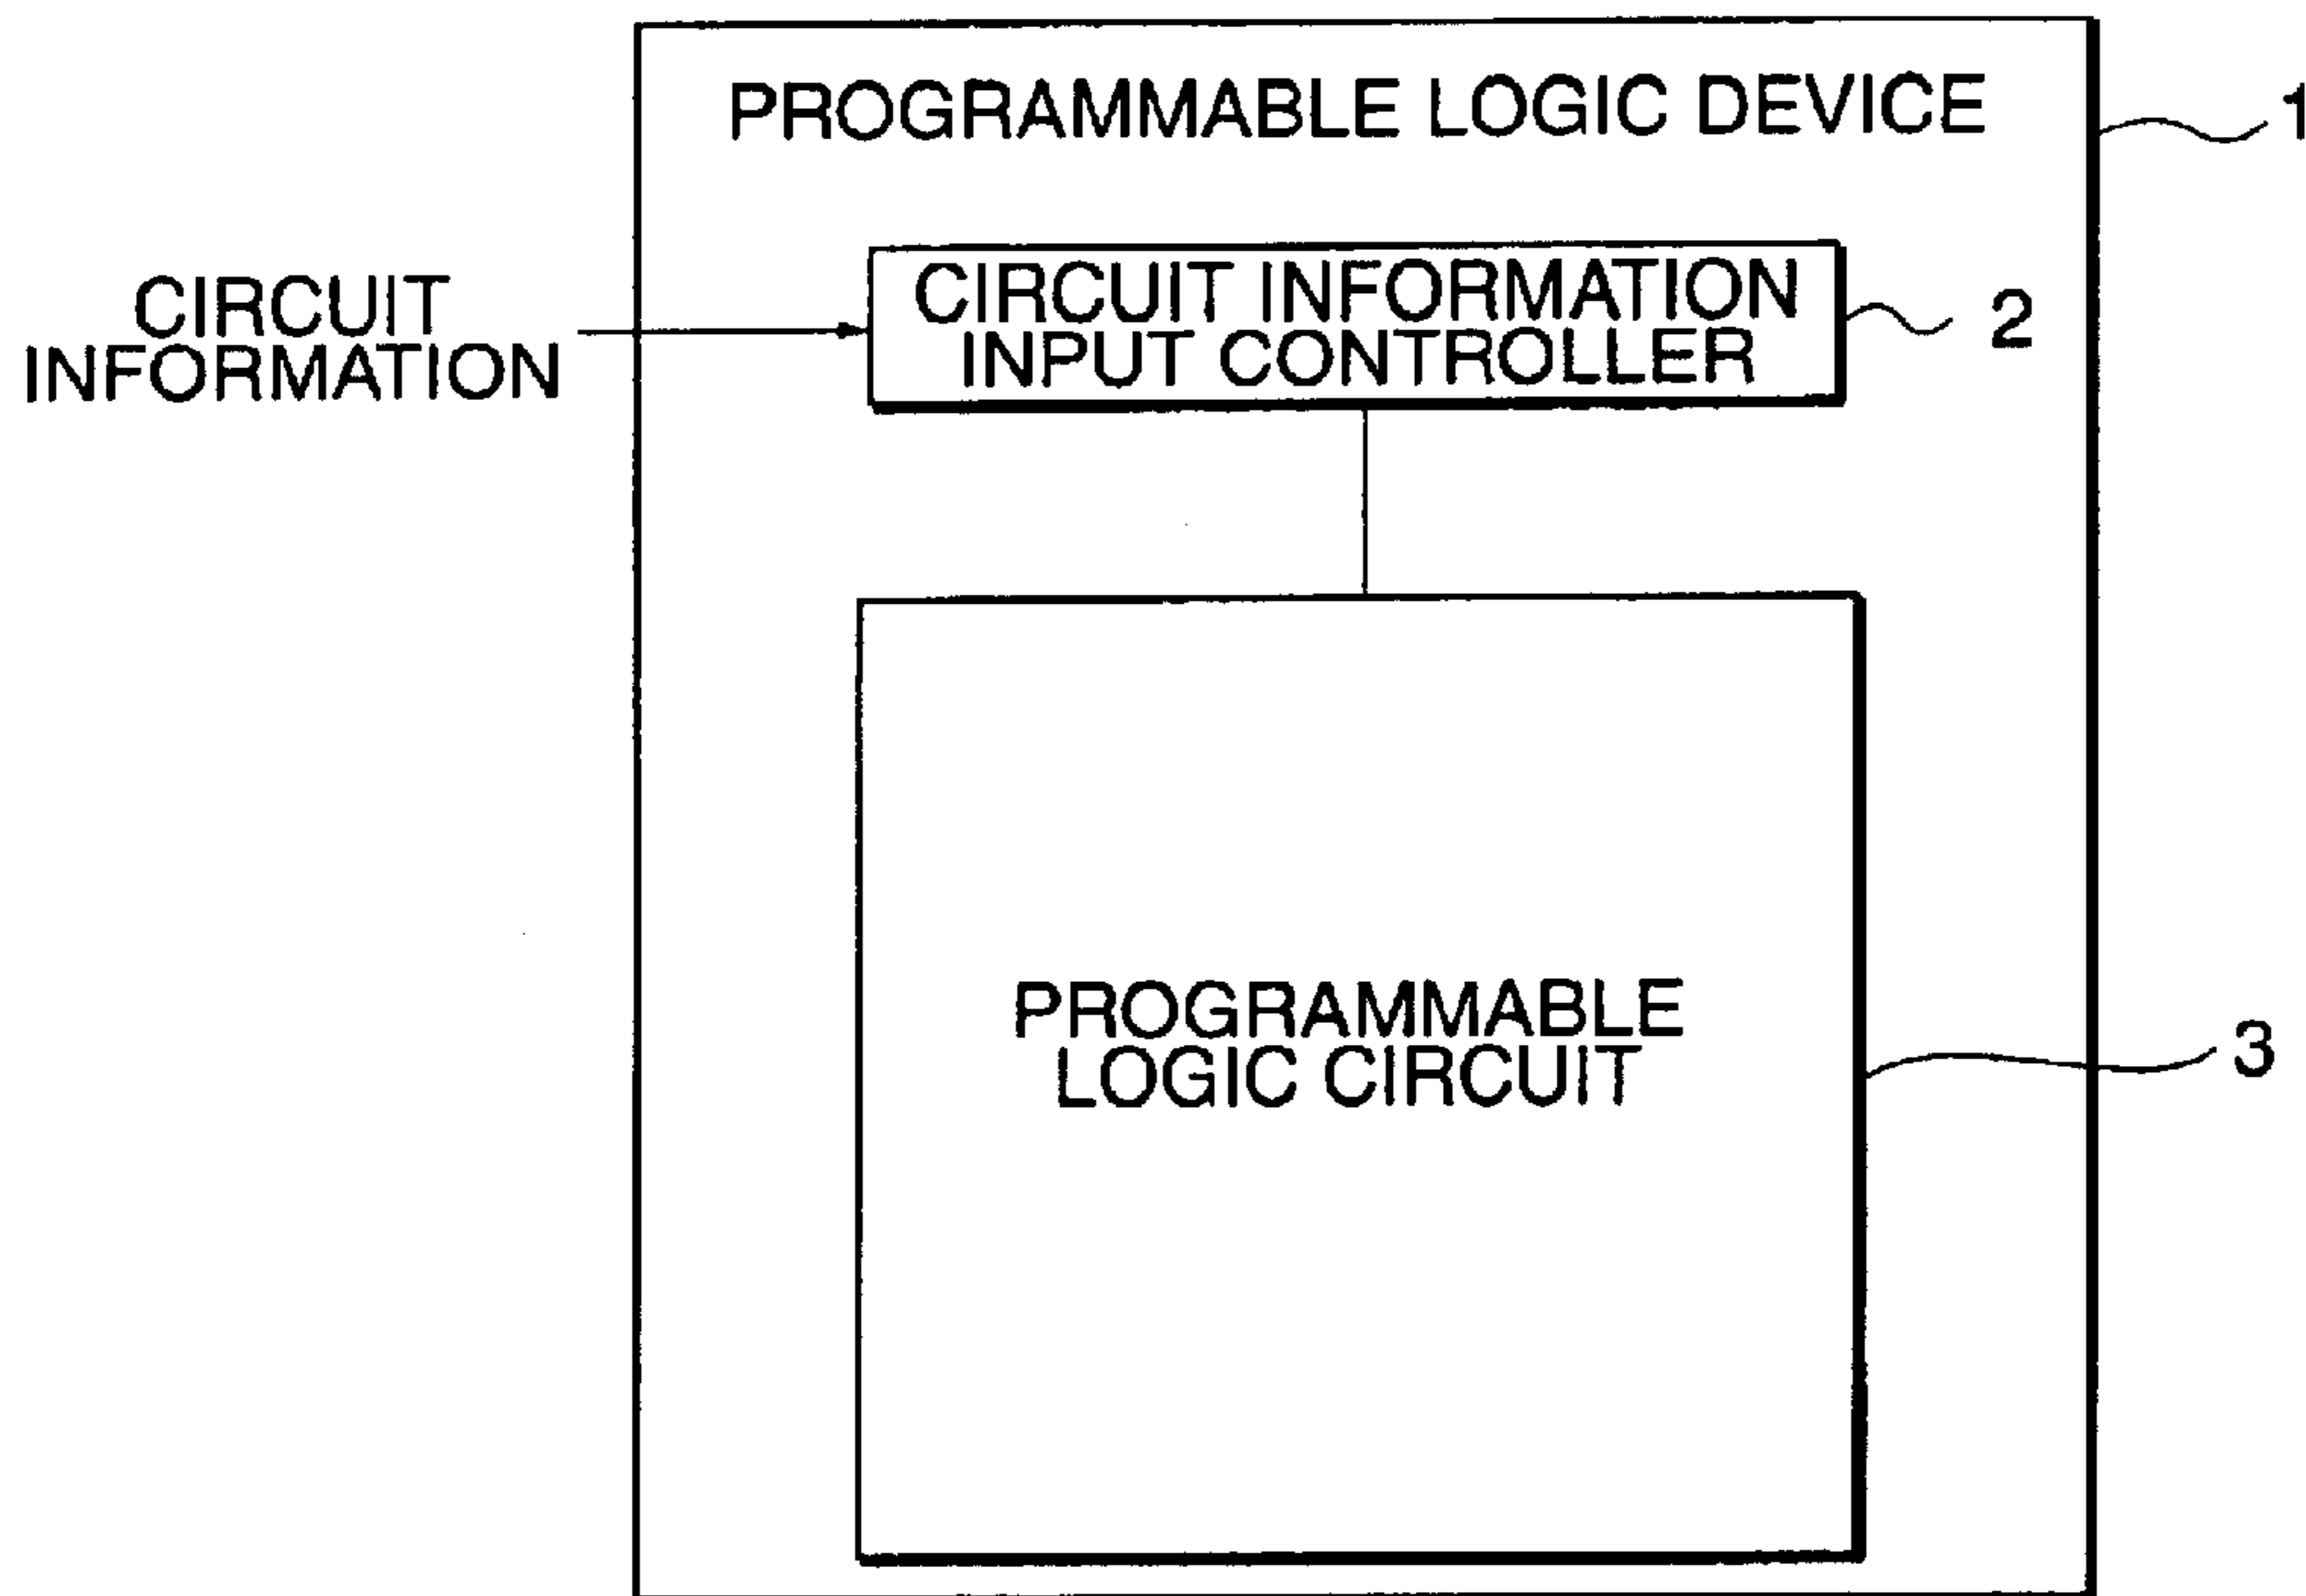 PROGRAMMABLE LOGIC DEVICE
1
CIRCUIT
INFORMATION
CIRCUIT INFORMATION
INPUT CONTROLLER
2
PROGRAMMABLE
LOGIC CIRCUIT
3